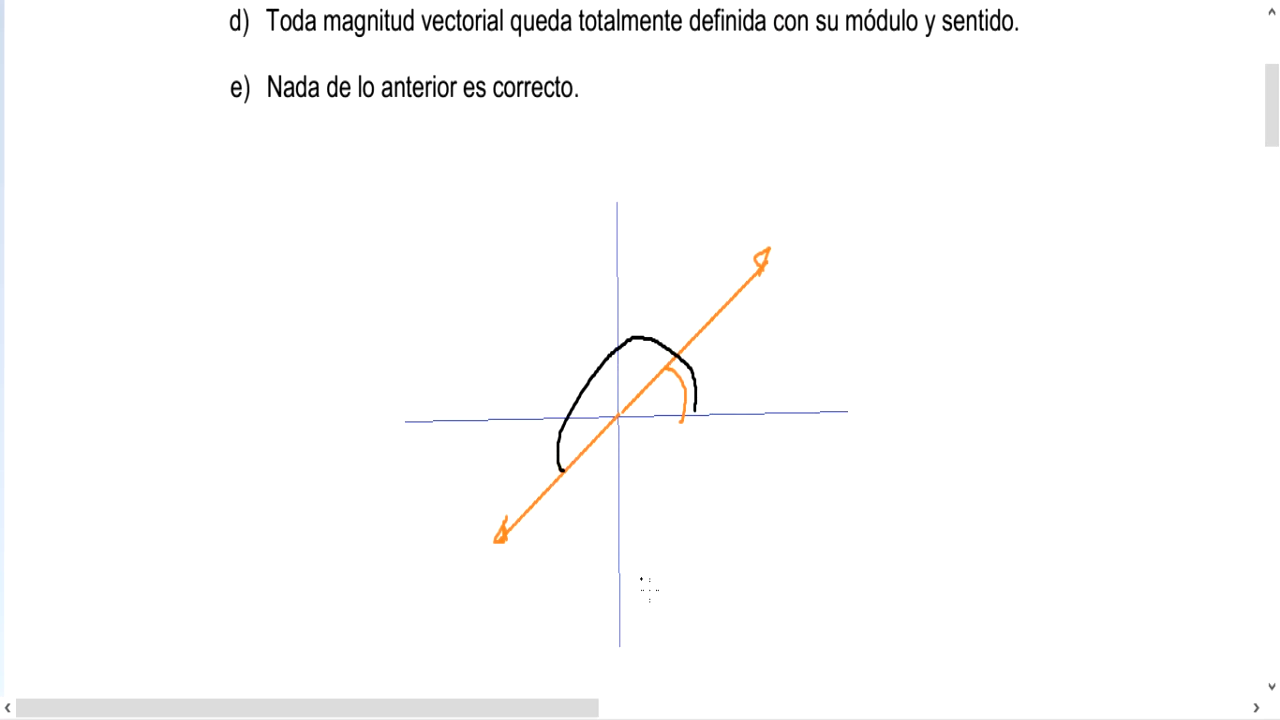 d) Toda magnitud vectorial queda totalmente definida con su módulo y sentido.
e) Nada de lo anterior es correcto.